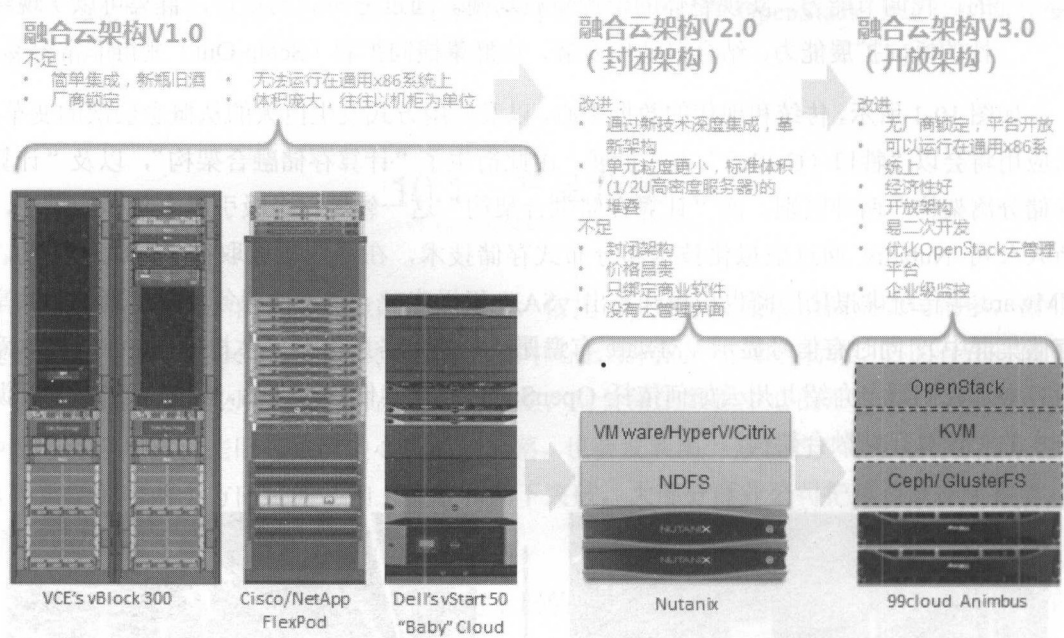 融合云架构V1.0
不足:
• 简单集成,新瓶旧酒
• 厂商锁定
• 无法运行在通用x86系统上
• 体积庞大,往往以机柜为单位
融合云架构V2.0
(封闭架构)
改进
• 通过新技术深度集成,革
新架构
• 单元粒度更小,标准体积
(1/2U高密度服务器)的
堆叠
不足
• 封闭架构
• 价格昂贵
• 只绑定商业软件
• 没有云管理界面
融合云架构V3.0
(开放架构)
改进
• 无厂商锁定,平台开放
• 可以运行在通用x86系
统上
• 经济性好
• 开放架构
• 易二次开发
• 优化OpenStack云管理
平台
• 企业级监控
VMware/HyperV/Citrix
NDFS
NUTANIX
NUTANIX
OpenStack
KVM
Ceph/GlusterFS
VCE's vBlock 300
Cisco/NetApp
FlexPod
Dell's vStart 50
"Baby" Cloud
Nutanix
99cloud Animbus